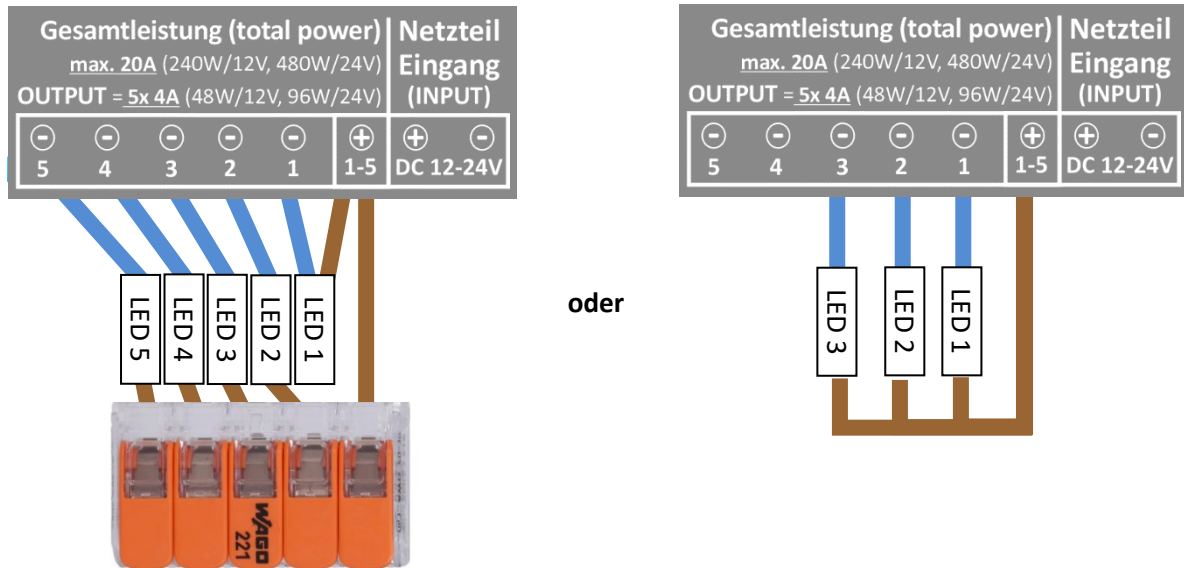 Gesamtleistung (total power)
max. 20A (240W/12V, 480W/24V)
OUTPUT = 5x 4A (48W/12V, 96W/24V)
Netzteil
Eingang
(INPUT)
⊖ ⊖ ⊖ ⊖ ⊖ ⊕ ⊕ ⊖
5 4 3 2 1 1-5 DC 12-24V
LED 5
LED 4
LED 3
LED 2
LED 1
WAGO
221
oder
Gesamtleistung (total power)
max. 20A (240W/12V, 480W/24V)
OUTPUT = 5x 4A (48W/12V, 96W/24V)
Netzteil
Eingang
(INPUT)
⊖ ⊖ ⊖ ⊖ ⊖ ⊕ ⊕ ⊖
5 4 3 2 1 1-5 DC 12-24V
LED 3
LED 2
LED 1